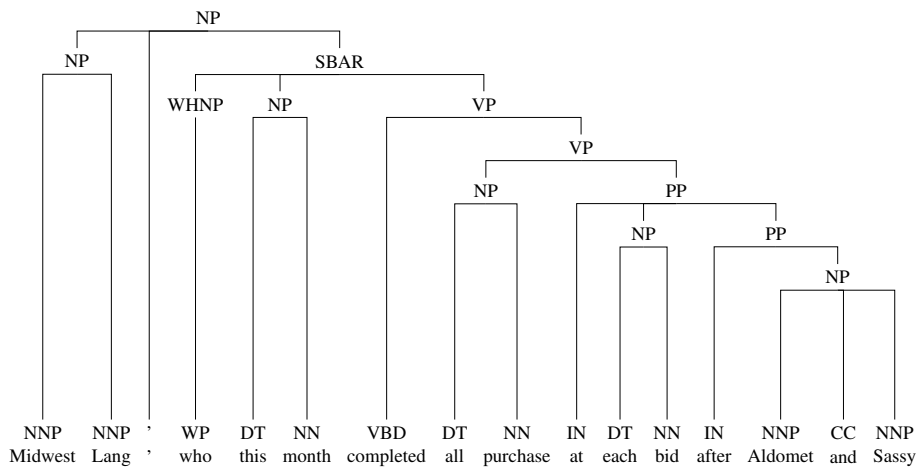 NP
NP SBAR
WHNP NP VP
VP
NP PP
NP PP
NP
NNP NNP , WP DT NN VBD DT NN IN DT NN IN NNP CC NNP
Midwest Lang , who this month completed all purchase at each bid after Aldomet and Sassy